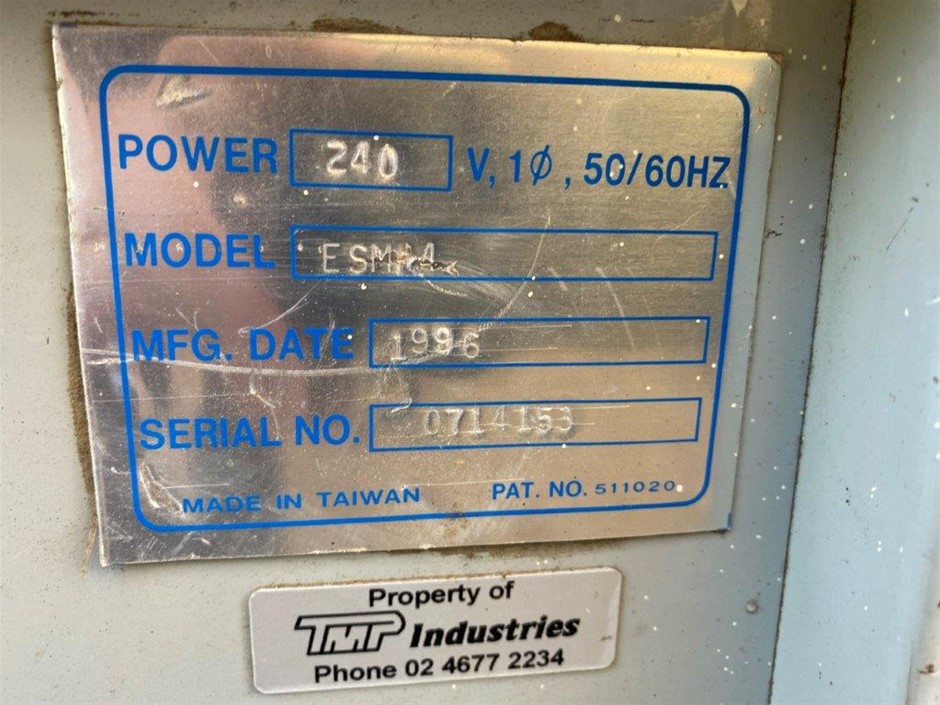 POWER 240 V, 1Ø, 50/60HZ
MODEL
MFG. DATE 1996
SERIAL NO. 0714153
MADE IN TAIWAN PAT. NO. 511020
Property of
TMP Industries
Phone 02 4677 2234